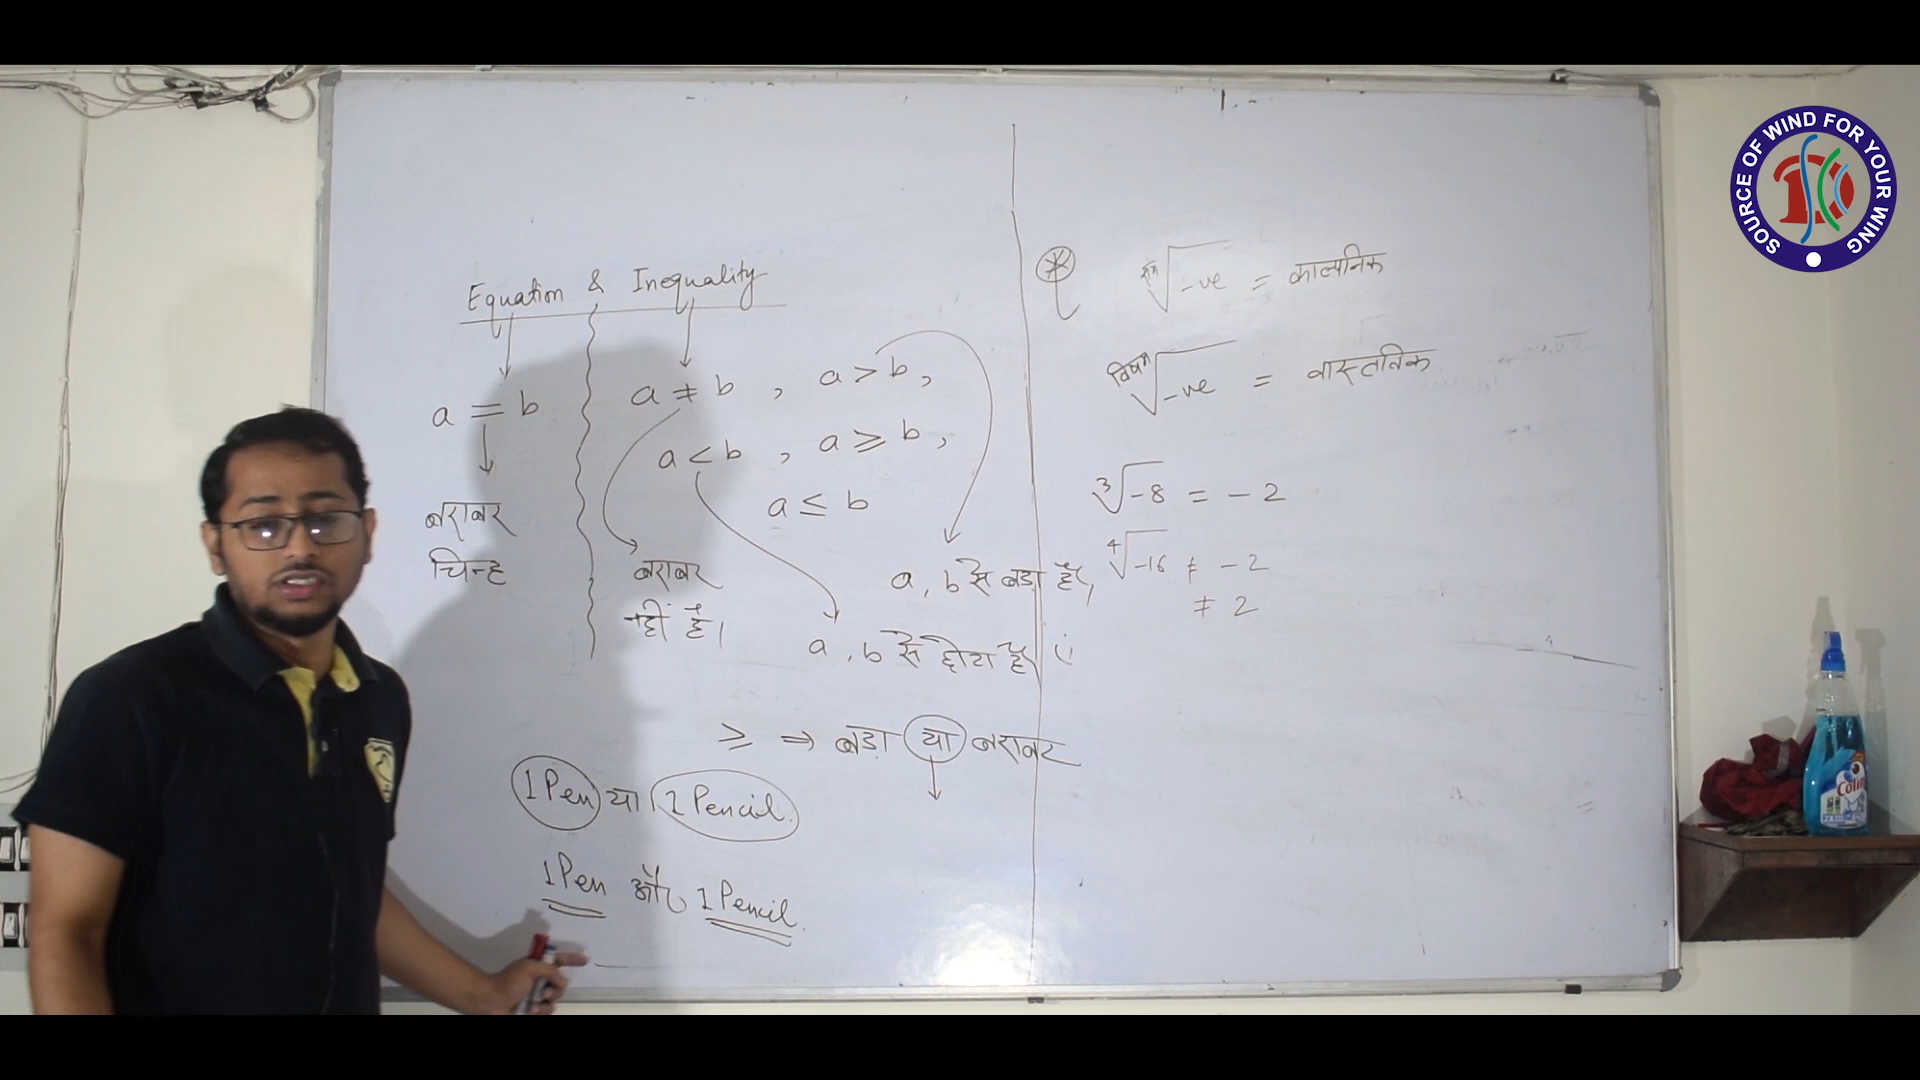 Equation & Inequality
a = b
बराबर
चिन्ह
a ≠ b , a > b ,
a < b , a ≥ b ,
a ≤ b
बराबर
नहीं है।
a, b से बड़ा है।
a, b से छोटा है।
≥ ⇒ बड़ा या बराबर
1 Pen या 1 Pencil.
1 Pen और 1 Pencil.
* सम√-ve = काल्पनिक
विषम√-ve = वास्तविक
³√-8 = -2
⁴√-16 ≠ -2
≠ 2
SOURCE OF WIND FOR YOUR WING
Colin